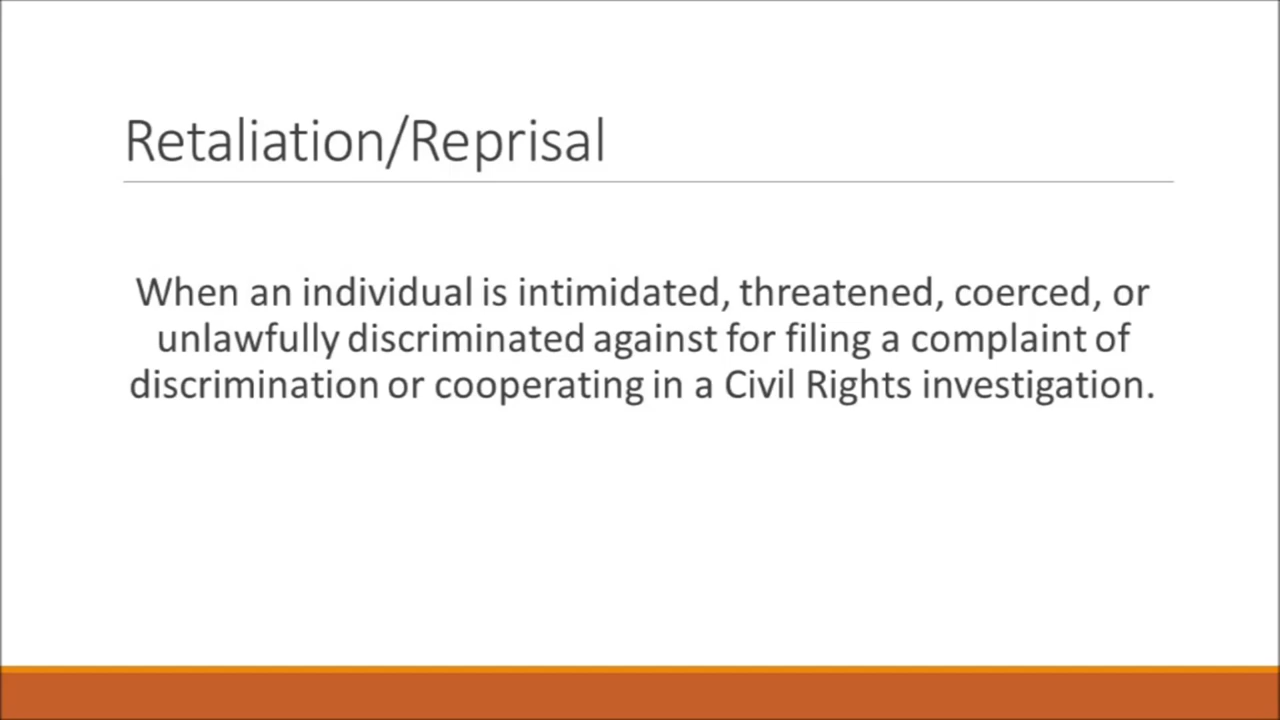 Retaliation/Reprisal
When an individual is intimidated, threatened, coerced, or
unlawfully discriminated against for filing a complaint of
discrimination or cooperating in a Civil Rights investigation.